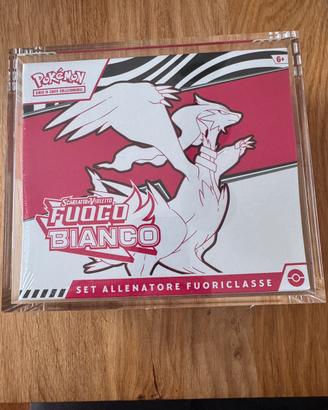 POKÉMON
GIOCO DI CARTE COLLEZIONABILI
6+
SCARLATTO E VIOLETTO
FUOCO
BIANCO
SET ALLENATORE FUORICLASSE